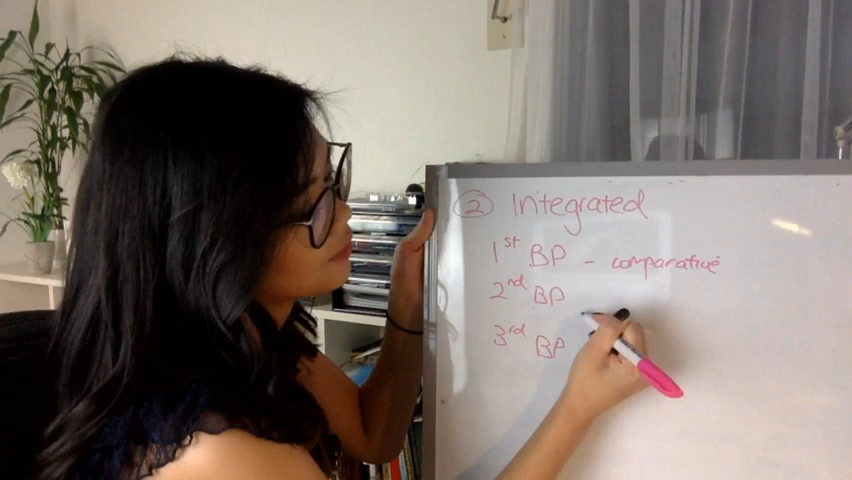 ② Integrated
1st BP - comparative
2nd BP
3rd BP